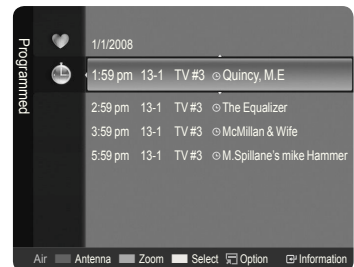 Programmed
1/1/2008
1:59 pm 13-1 TV #3 Quincy, M.E
2:59 pm 13-1 TV #3 The Equalizer
3:59 pm 13-1 TV #3 McMillan & Wife
5:59 pm 13-1 TV #3 M.Spillane's mike Hammer
Air Antenna Zoom Select Option Information